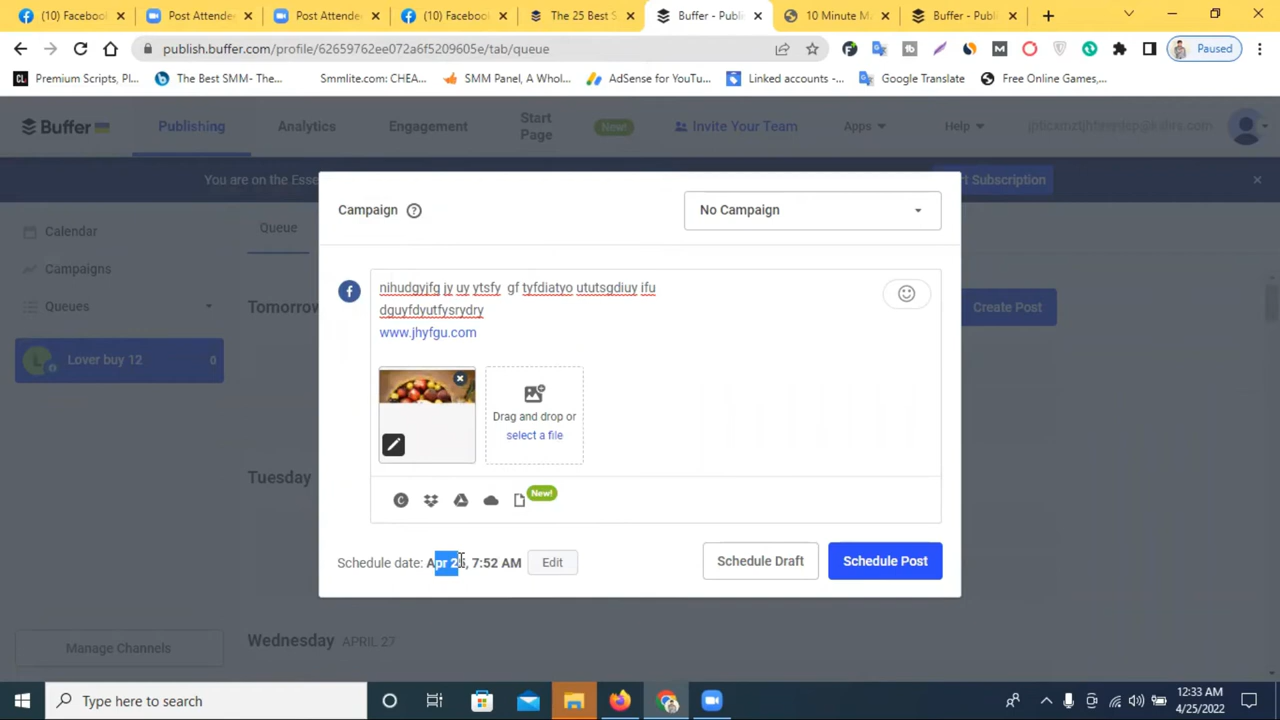 (10) Facebook
Post Attende
Post Attende
(10) Facebook
The 25 Best S
Buffer - Publis
10 Minute M
Buffer - Publi
publish.buffer.com/profile/62659762ee072a6f5209605e/tab/queue
Paused
Premium Scripts, Pl...
The Best SMM- The...
Smmlite.com: CHEA...
SMM Panel, A Whol...
AdSense for YouTu...
Linked accounts -...
Google Translate
Free Online Games,...
Buffer
Publishing
Analytics
Engagement
Start Page
New!
Invite Your Team
Apps
Help
You are on the Esse
rt Subscription
Calendar
Campaigns
Queues
Lover buy 12 0
Manage Channels
Queue
Tomorrow
Create Post
Tuesday
Wednesday APRIL 27
Campaign
No Campaign
nihudgyjfg jy uy ytsfy gf tyfdiatyo ututsgdiuy ifu
dguyfdyutfysrydry
www.jhyfgu.com
Drag and drop or
select a file
New!
Schedule date: Apr 2 , 7:52 AM
Edit
Schedule Draft
Schedule Post
Type here to search
12:33 AM
4/25/2022